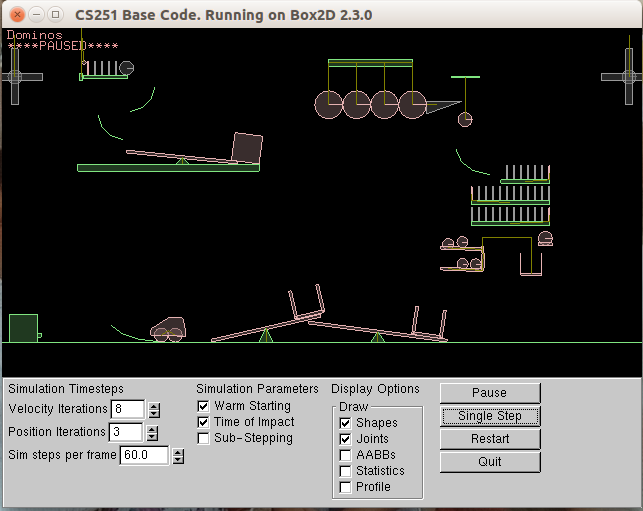 CS251 Base Code. Running on Box2D 2.3.0
Dominos
****PAUSED****
Simulation Timesteps
Velocity Iterations 8
Position Iterations 3
Sim steps per frame 60.0
Simulation Parameters
Warm Starting
Time of Impact
Sub-Stepping
Display Options
Draw
Shapes
Joints
AABBs
Statistics
Profile
Pause
Single Step
Restart
Quit